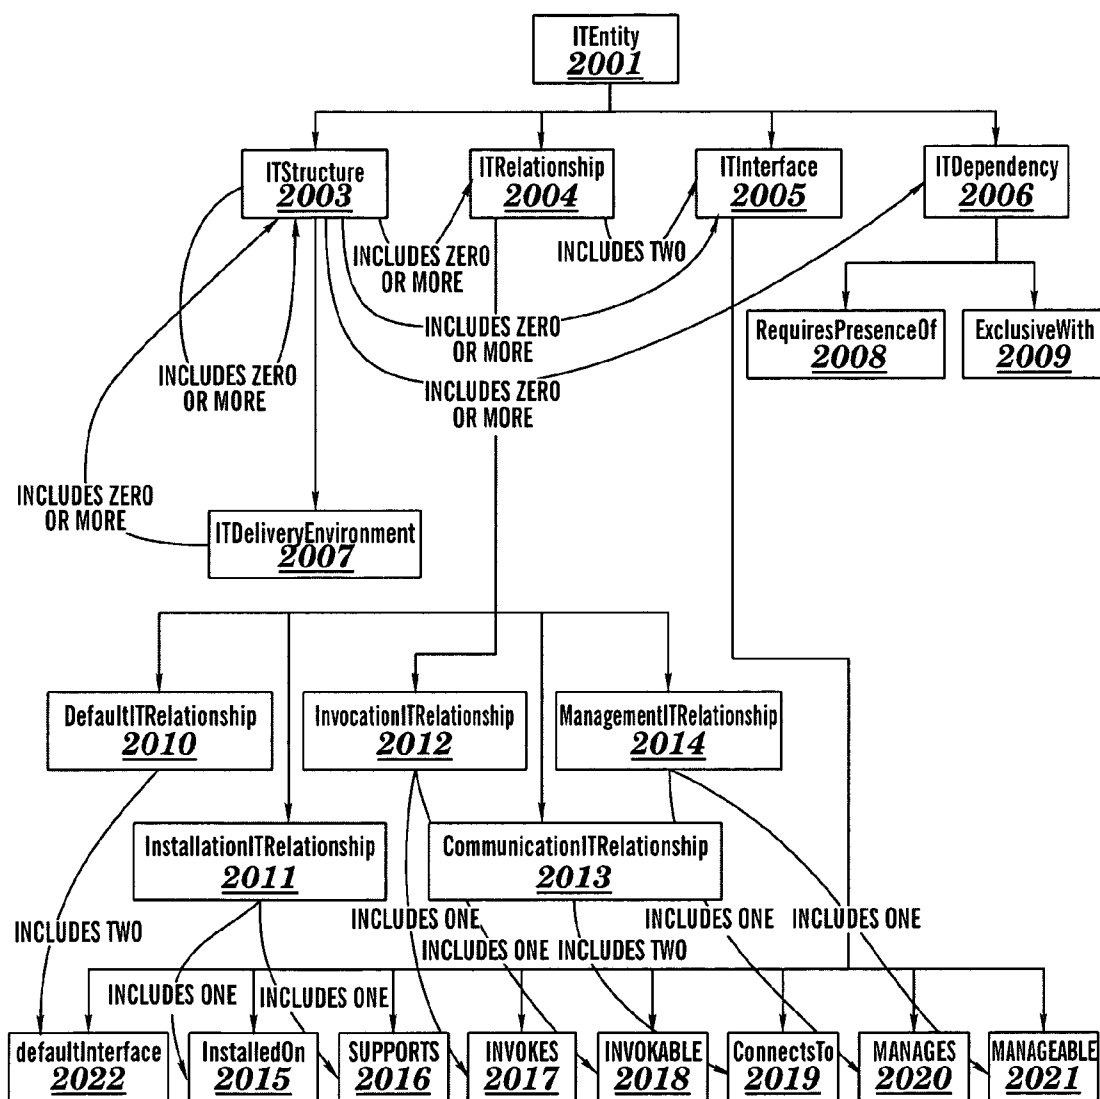 ITEntity
2001
ITStructure
2003
ITRelationship
2004
ITInterface
2005
ITDependency
2006
INCLUDES ZERO
OR MORE
INCLUDES TWO
INCLUDES ZERO
OR MORE
RequiresPresenceOf
2008
ExclusiveWith
2009
INCLUDES ZERO
OR MORE
INCLUDES ZERO
OR MORE
INCLUDES ZERO
OR MORE
ITDeliveryEnvironment
2007
DefaultITRelationship
2010
InvocationITRelationship
2012
ManagementITRelationship
2014
InstallationITRelationship
2011
CommunicationITRelationship
2013
INCLUDES TWO
INCLUDES ONE
INCLUDES ONE
INCLUDES TWO
INCLUDES ONE
INCLUDES ONE
INCLUDES ONE
INCLUDES ONE
defaultInterface
2022
InstalledOn
2015
SUPPORTS
2016
INVOKES
2017
INVOKABLE
2018
ConnectsTo
2019
MANAGES
2020
MANAGEABLE
2021